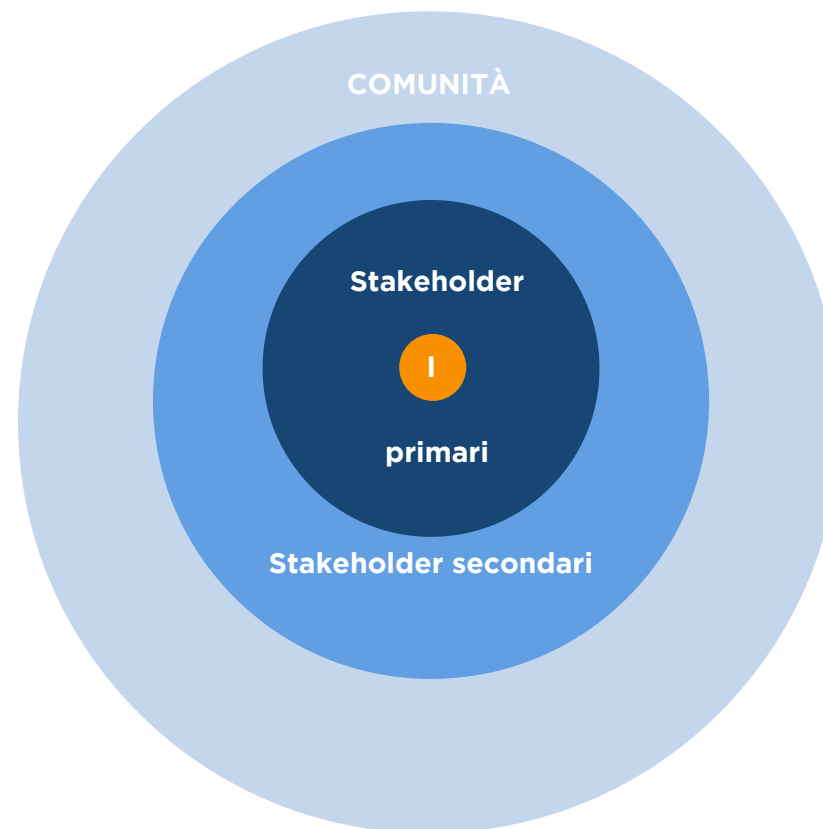 COMUNITÀ
Stakeholder
I
primari
Stakeholder secondari